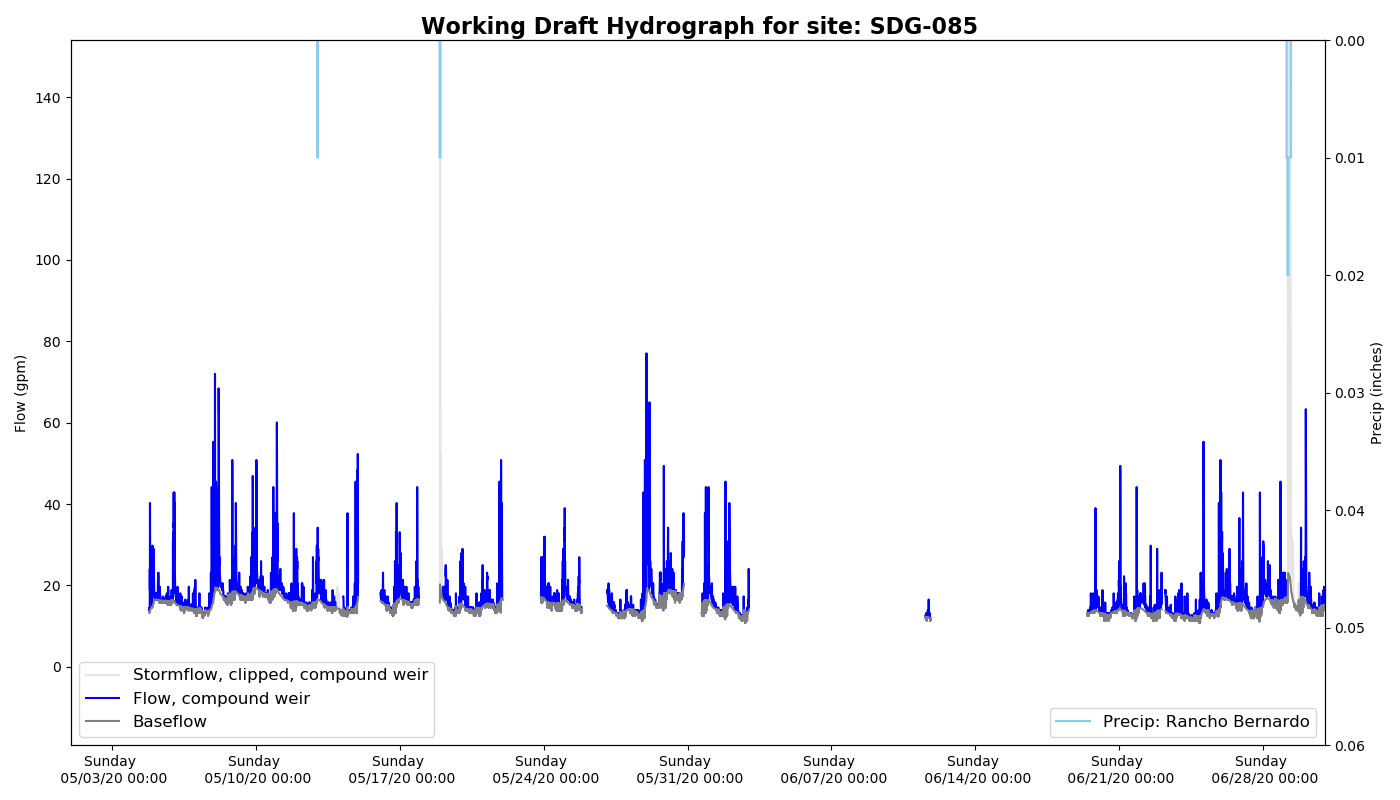 Working Draft Hydrograph for site: SDG-085
Flow (gpm)
140
120
100
80
60
40
20
0
0.00
0.01
0.02
0.03
0.04
0.05
0.06
Precip (inches)
Stormflow, clipped, compound weir
Flow, compound weir
Baseflow
Precip: Rancho Bernardo
Sunday
05/03/20 00:00
Sunday
05/10/20 00:00
Sunday
05/17/20 00:00
Sunday
05/24/20 00:00
Sunday
05/31/20 00:00
Sunday
06/07/20 00:00
Sunday
06/14/20 00:00
Sunday
06/21/20 00:00
Sunday
06/28/20 00:00